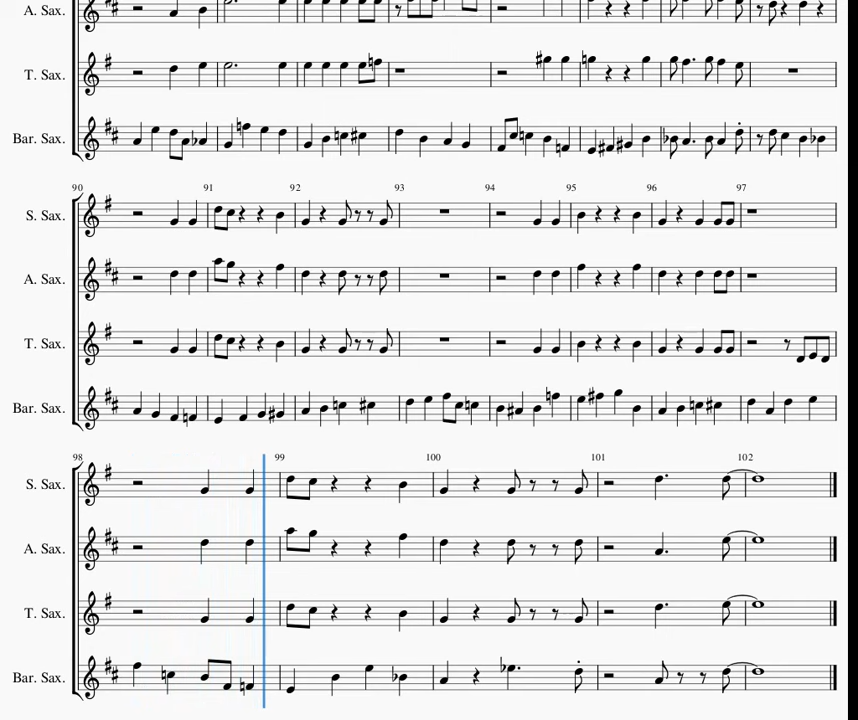 A. Sax.
T. Sax.
Bar. Sax.
90 91 92 93 94 95 96 97
S. Sax.
A. Sax.
T. Sax.
Bar. Sax.
98 99 100 101 102
S. Sax.
A. Sax.
T. Sax.
Bar. Sax.